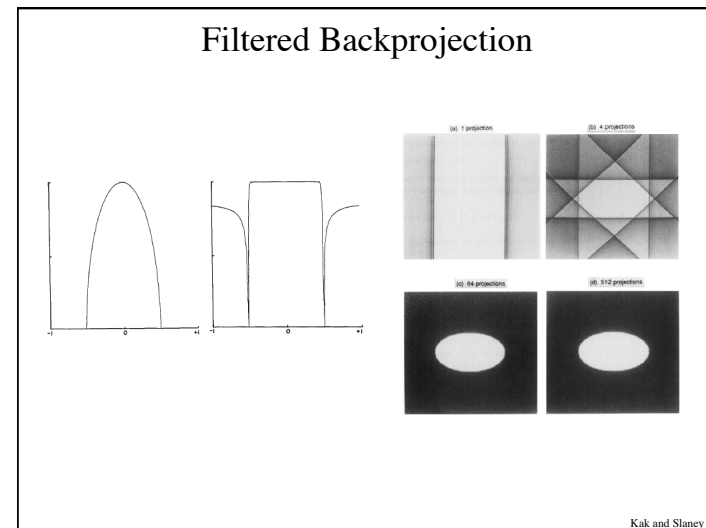 Filtered Backprojection
(a) 1 projection
(b) 4 projections
-1
0
+1
-1
0
+1
(c) 64 projections
(d) 512 projections
Kak and Slaney